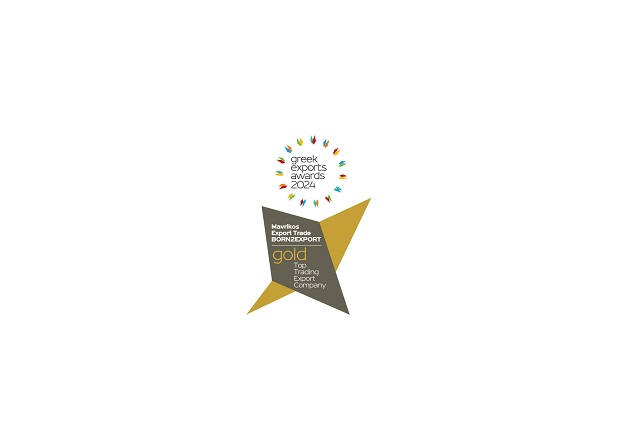 greek
exports
awards
2024
Mavrikos
Export Trade
BORN2EXPORT
gold
Top
Trading
Export
Company